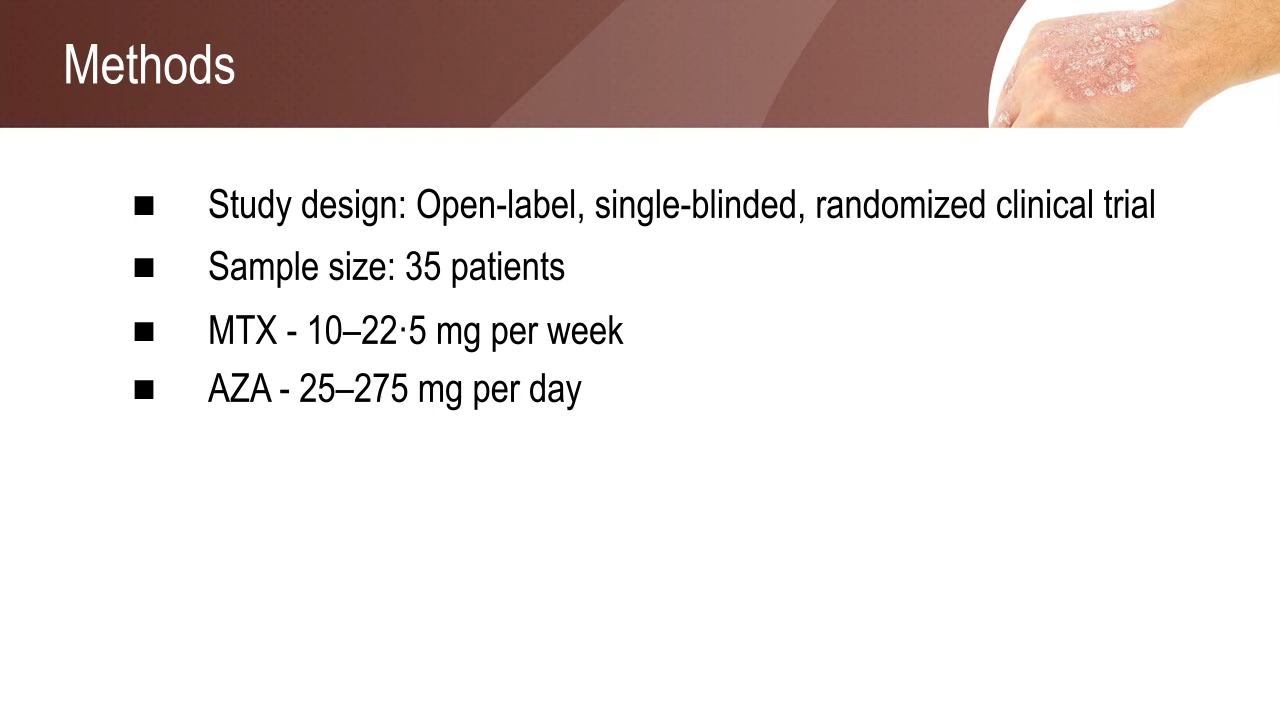 Methods
■ Study design: Open-label, single-blinded, randomized clinical trial
■ Sample size: 35 patients
■ MTX - 10–22·5 mg per week
■ AZA - 25–275 mg per day